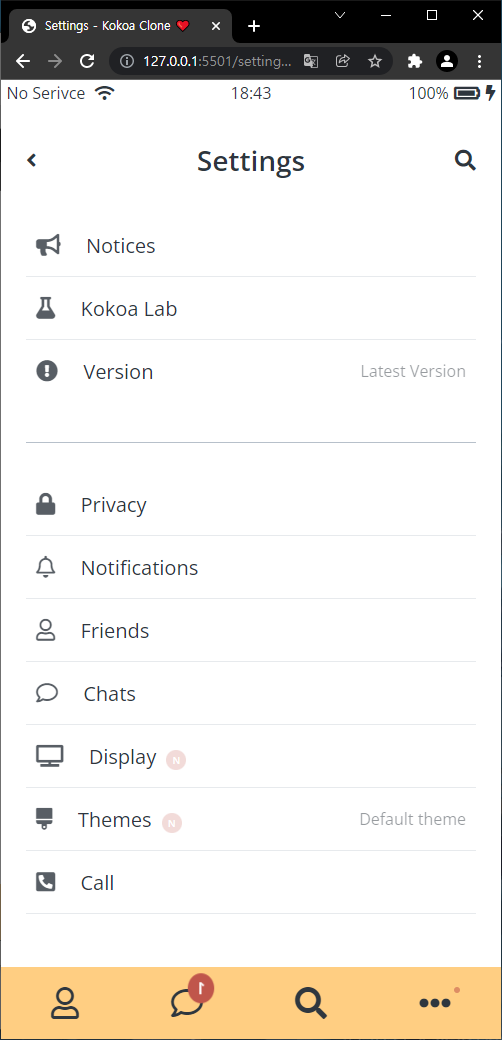 Settings - Kokoa Clone ❤️
127.0.0.1:5501/setting...
No Serivce 18:43 100%
Settings
Notices
Kokoa Lab
Version Latest Version
Privacy
Notifications
Friends
Chats
Display N
Themes N Default theme
Call
1